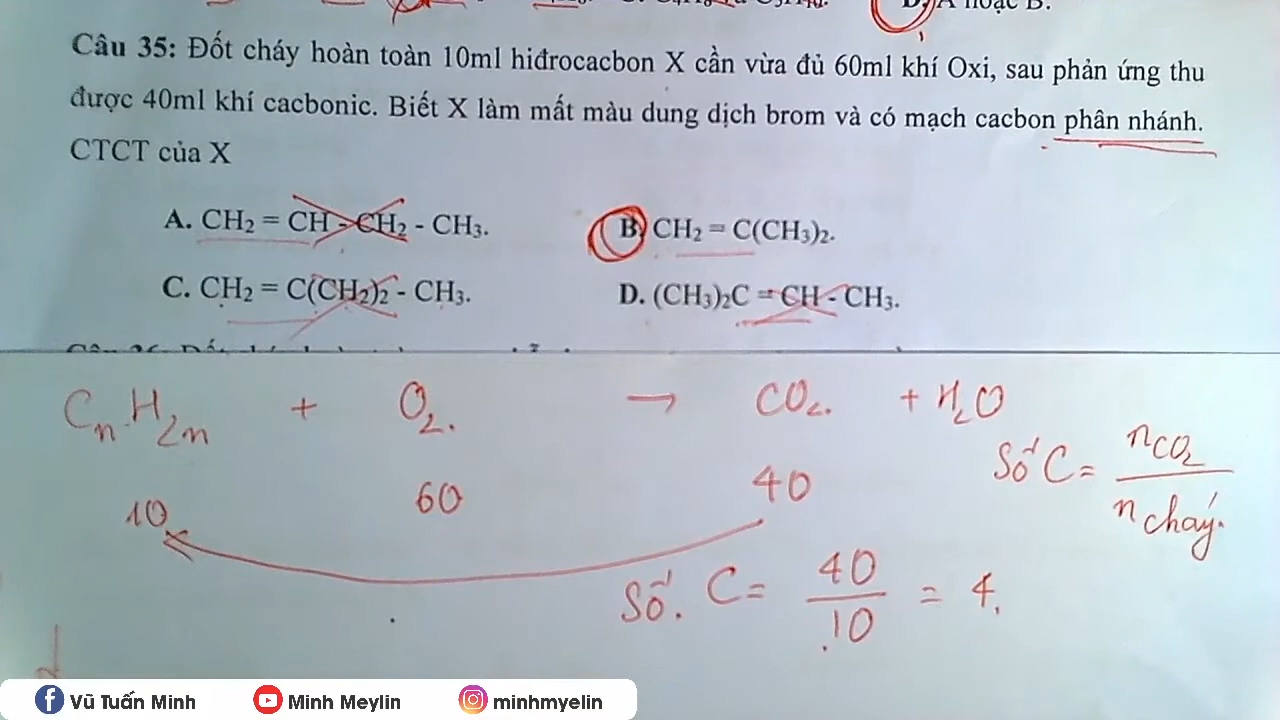 D. A hoặc B.
Câu 35: Đốt cháy hoàn toàn 10ml hiđrocacbon X cần vừa đủ 60ml khí Oxi, sau phản ứng thu
được 40ml khí cacbonic. Biết X làm mất màu dung dịch brom và có mạch cacbon phân nhánh.
CTCT của X
A. CH2 = CH - CH2 - CH3.
B. CH2 = C(CH3)2.
C. CH2 = C(CH2)2 - CH3.
D. (CH3)2C = CH - CH3.
CnH2n + O2. → CO2. + H2O
10 60 40
Số C = nCO2 / n cháy.
Số. C = 40 / 10 = 4.
Vũ Tuấn Minh Minh Meylin minhmyelin